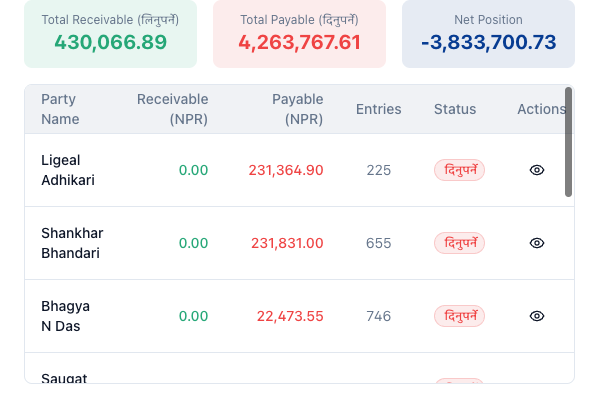 Total Receivable (लिनुपर्ने)
430,066.89
Total Payable (दिनुपर्ने)
4,263,767.61
Net Position
-3,833,700.73
Party Name Receivable (NPR) Payable (NPR) Entries Status Actions
Ligeal Adhikari 0.00 231,364.90 225 दिनुपर्ने
Shankhar Bhandari 0.00 231,831.00 655 दिनुपर्ने
Bhagya N Das 0.00 22,473.55 746 दिनुपर्ने
Saugat